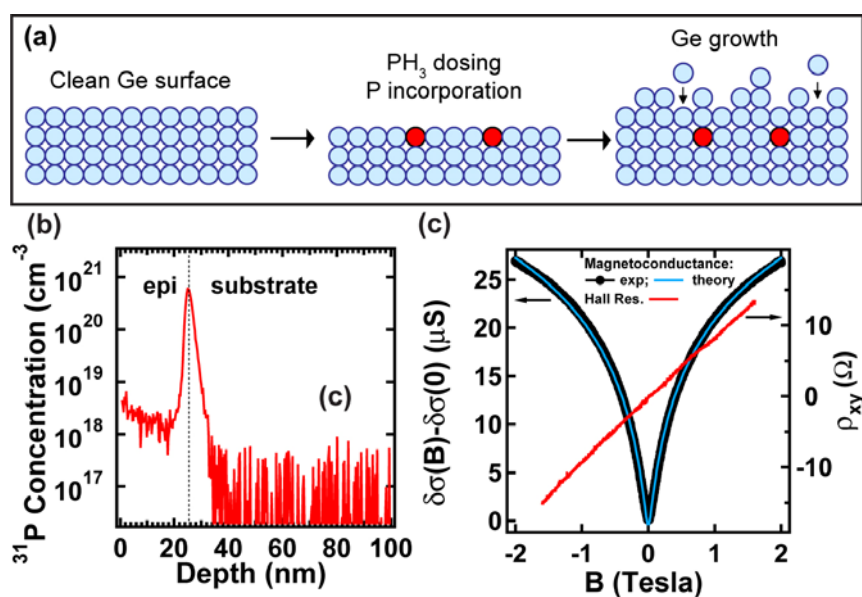 (a)
Clean Ge surface
PH3 dosing
P incorporation
Ge growth
(b)
31P Concentration (cm-3)
10^21
10^20
10^19
10^18
10^17
epi
substrate
(c)
0
20
40
60
80
100
Depth (nm)
(c)
δσ(B)-δσ(0) (μS)
25
20
15
10
5
0
Magnetoconductance:
exp; theory
Hall Res.
10
0
-10
ρxy (Ω)
-2
-1
0
1
2
B (Tesla)